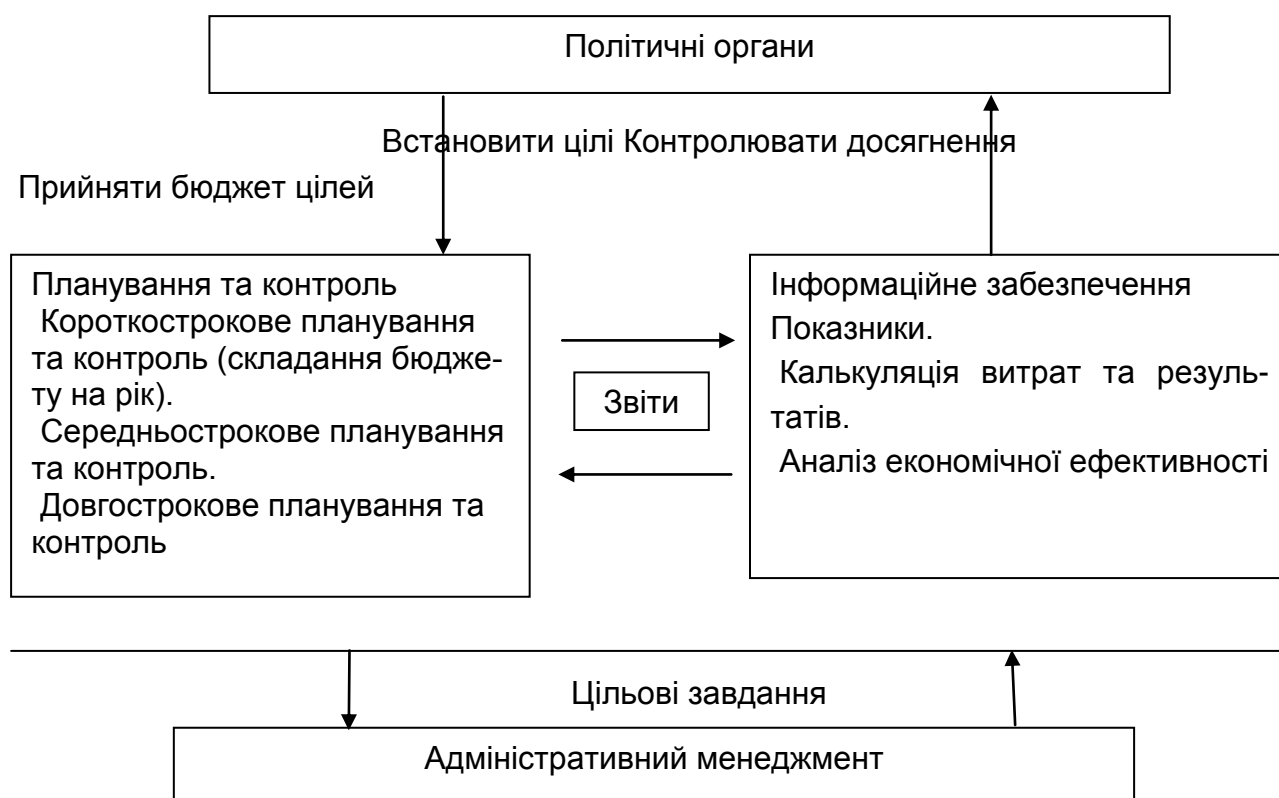 Політичні органи
Встановити цілі Контролювати досягнення
Прийняти бюджет цілей
Планування та контроль
Короткострокове планування
та контроль (складання бюдже-
ту на рік).
Середньострокове планування
та контроль.
Довгострокове планування та
контроль
Звіти
Інформаційне забезпечення
Показники.
Калькуляція витрат та резуль-
татів.
Аналіз економічної ефективності
Цільові завдання
Адміністративний менеджмент